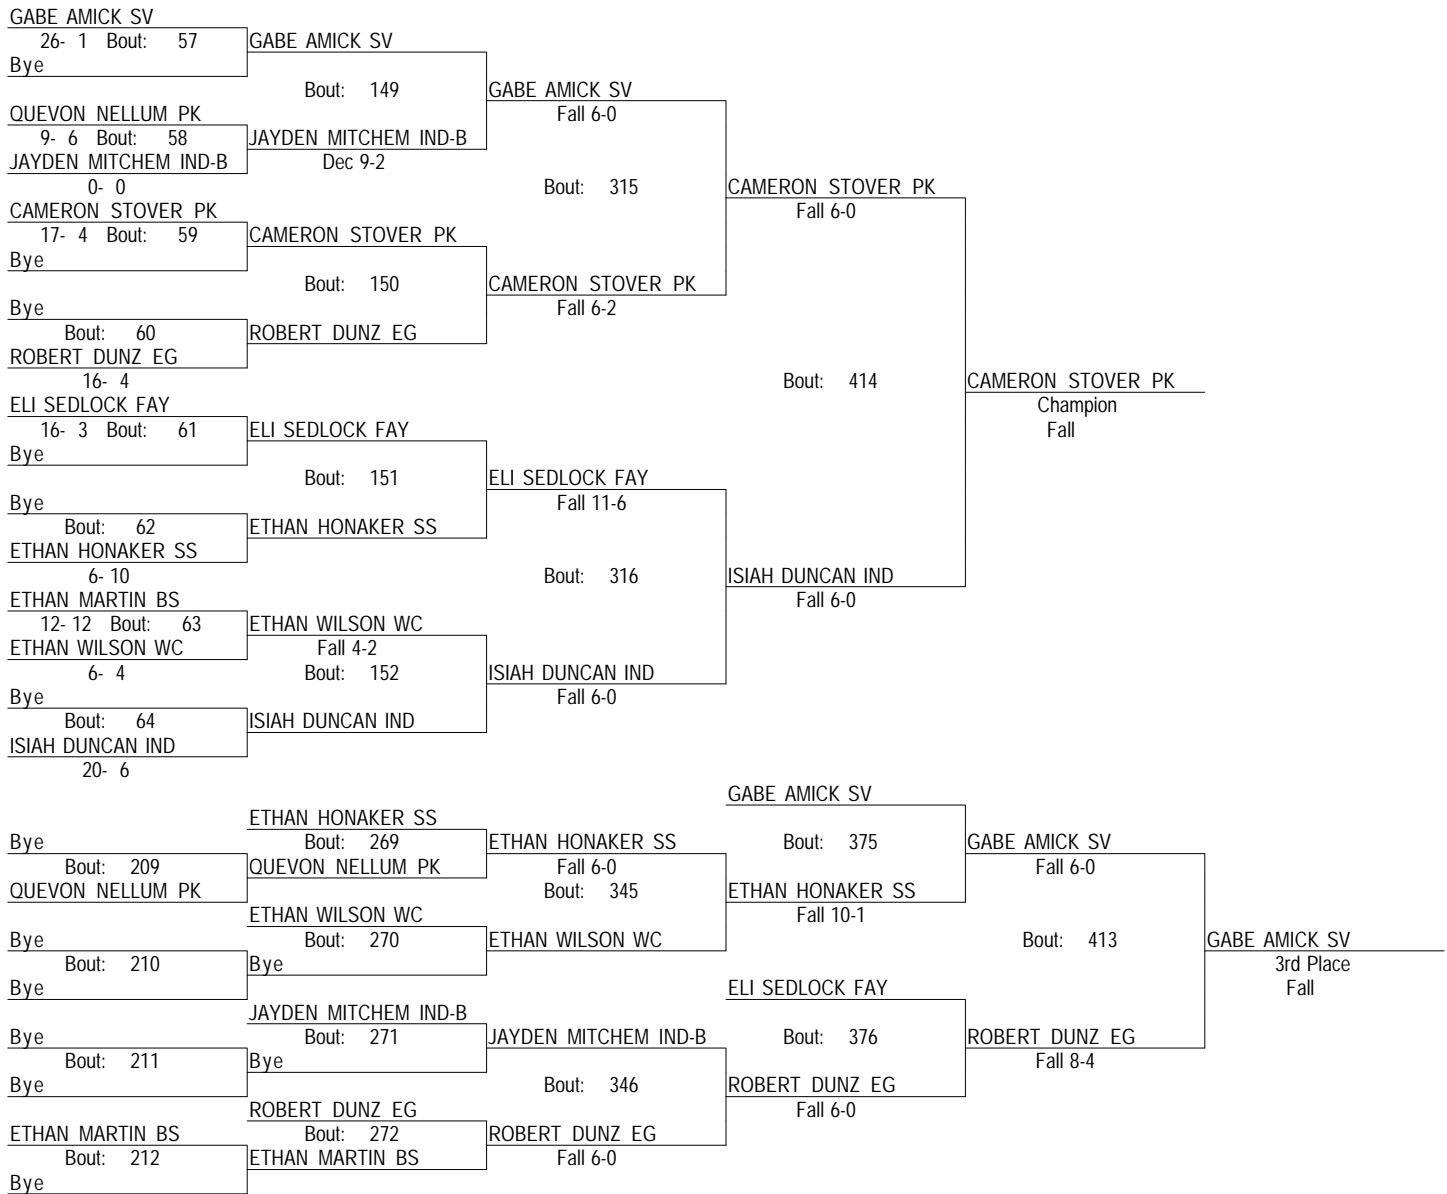 GABE AMICK SV
26- 1 Bout: 57
GABE AMICK SV
Bye
Bout: 149
GABE AMICK SV
QUEVON NELLUM PK
Fall 6-0
9- 6 Bout: 58
JAYDEN MITCHEM IND-B
JAYDEN MITCHEM IND-B
Dec 9-2
0- 0
Bout: 315
CAMERON STOVER PK
CAMERON STOVER PK
Fall 6-0
17- 4 Bout: 59
CAMERON STOVER PK
Bye
Bout: 150
CAMERON STOVER PK
Bye
Fall 6-2
Bout: 60
ROBERT DUNZ EG
ROBERT DUNZ EG
16- 4
Bout: 414
CAMERON STOVER PK
ELI SEDLOCK FAY
Champion
16- 3 Bout: 61
ELI SEDLOCK FAY
Fall
Bye
Bout: 151
ELI SEDLOCK FAY
Bye
Fall 11-6
Bout: 62
ETHAN HONAKER SS
ETHAN HONAKER SS
6- 10
Bout: 316
ISIAH DUNCAN IND
ETHAN MARTIN BS
Fall 6-0
12- 12 Bout: 63
ETHAN WILSON WC
ETHAN WILSON WC
Fall 4-2
6- 4
Bout: 152
ISIAH DUNCAN IND
Bye
Fall 6-0
Bout: 64
ISIAH DUNCAN IND
ISIAH DUNCAN IND
20- 6
GABE AMICK SV
ETHAN HONAKER SS
Bye
Bout: 269
ETHAN HONAKER SS
Bout: 375
GABE AMICK SV
Bout: 209
QUEVON NELLUM PK
Fall 6-0
Fall 6-0
QUEVON NELLUM PK
Bout: 345
ETHAN HONAKER SS
ETHAN WILSON WC
Fall 10-1
Bye
Bout: 270
ETHAN WILSON WC
Bout: 413
GABE AMICK SV
Bout: 210
Bye
3rd Place
Bye
ELI SEDLOCK FAY
Fall
JAYDEN MITCHEM IND-B
Bye
Bout: 271
JAYDEN MITCHEM IND-B
Bout: 376
ROBERT DUNZ EG
Bout: 211
Bye
Fall 8-4
Bye
Bout: 346
ROBERT DUNZ EG
ROBERT DUNZ EG
Fall 6-0
ETHAN MARTIN BS
Bout: 272
ROBERT DUNZ EG
Bout: 212
ETHAN MARTIN BS
Fall 6-0
Bye